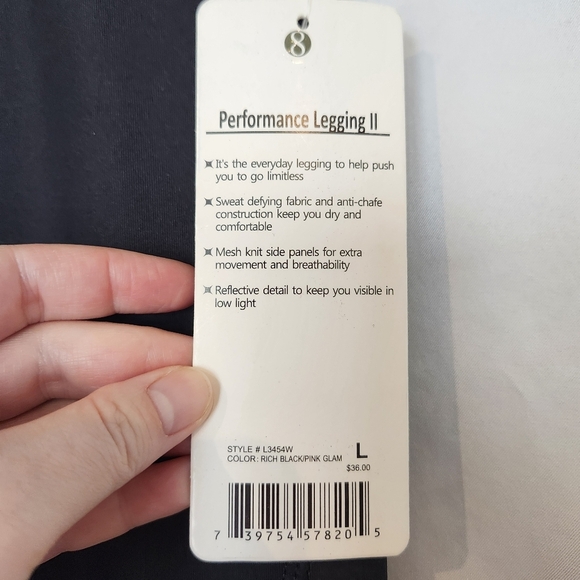 8
Performance Legging II
It's the everyday legging to help push
you to go limitless
Sweat defying fabric and anti-chafe
construction keep you dry and
comfortable
Mesh knit side panels for extra
movement and breathability
Reflective detail to keep you visible in
low light
STYLE # L3454W
COLOR: RICH BLACK/PINK GLAM
L
$36.00
7 39754 57820 5